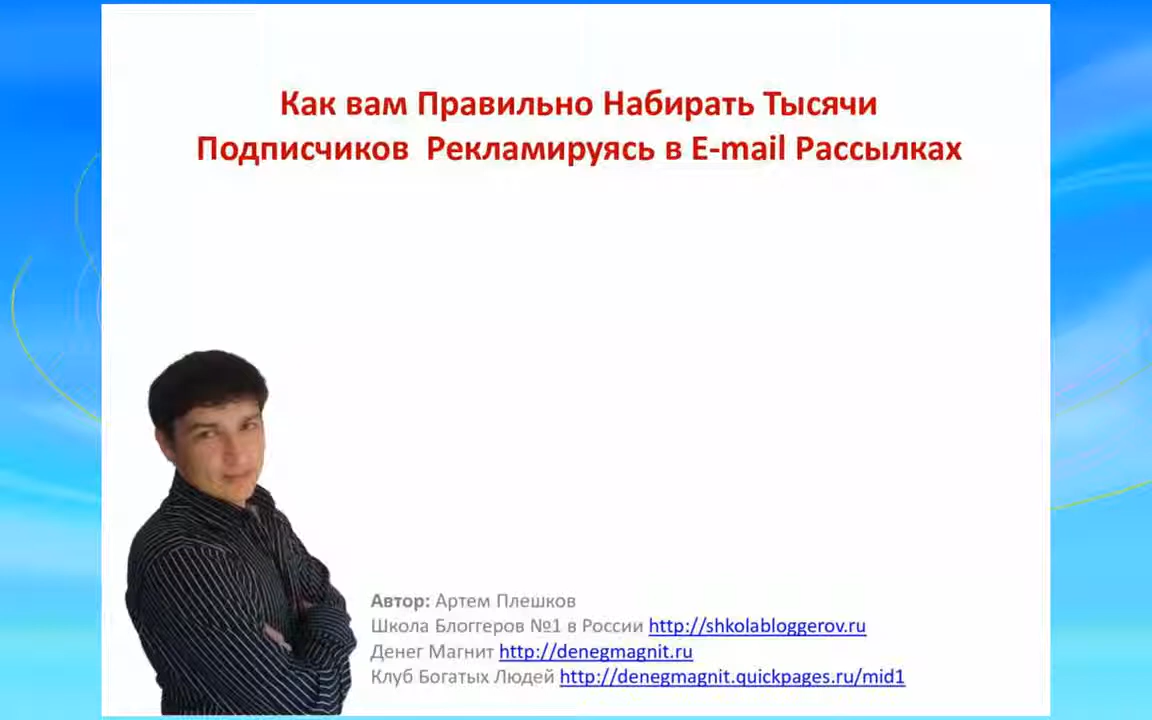 Как вам Правильно Набирать Тысячи
Подписчиков Рекламируясь в E-mail Рассылках
Автор: Артем Плешков
Школа Блоггеров №1 в России http://shkolabloggerov.ru
Денег Магнит http://denegmagnit.ru
Клуб Богатых Людей http://denegmagnit.quickpages.ru/mid1